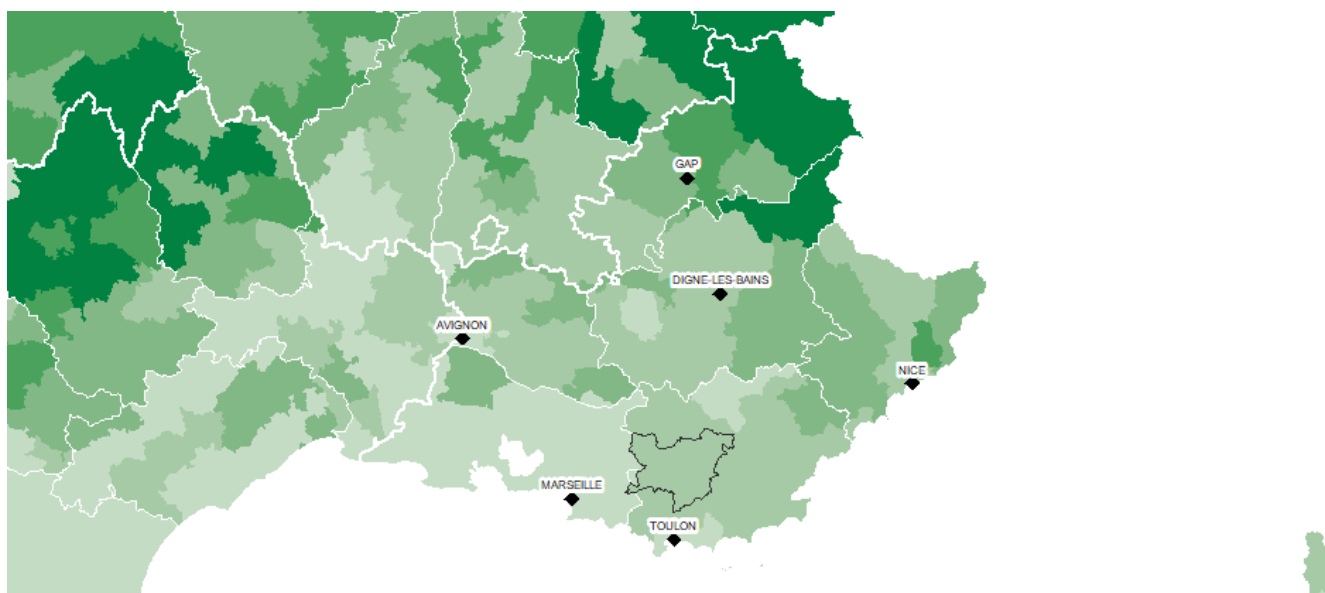 GAP
DIGNE-LES-BAINS
AVIGNON
NICE
MARSEILLE
TOULON